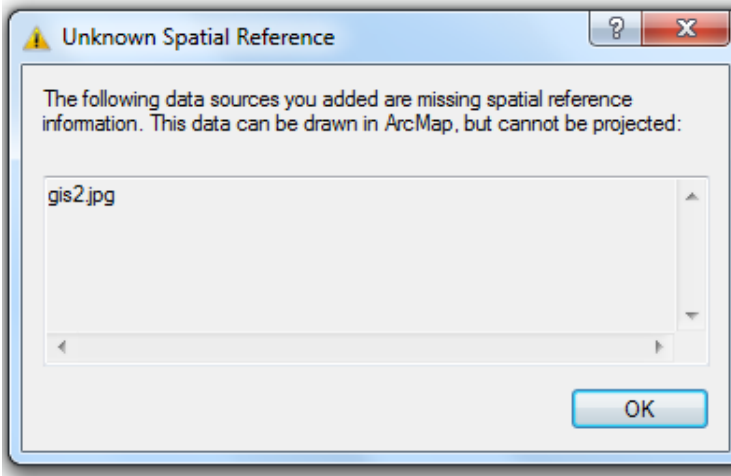 Unknown Spatial Reference
The following data sources you added are missing spatial reference
information. This data can be drawn in ArcMap, but cannot be projected:
gis2.jpg
OK